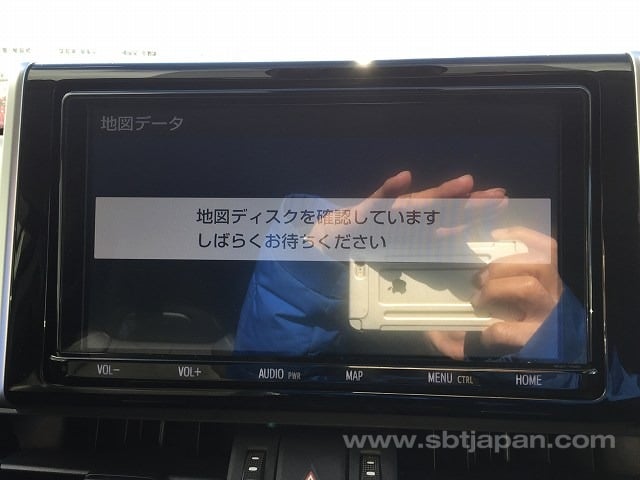 地図データ
地図ディスクを確認しています
しばらくお待ちください
VOL- VOL+ AUDIO PWR MAP MENU CTRL HOME
www.sbtjapan.com